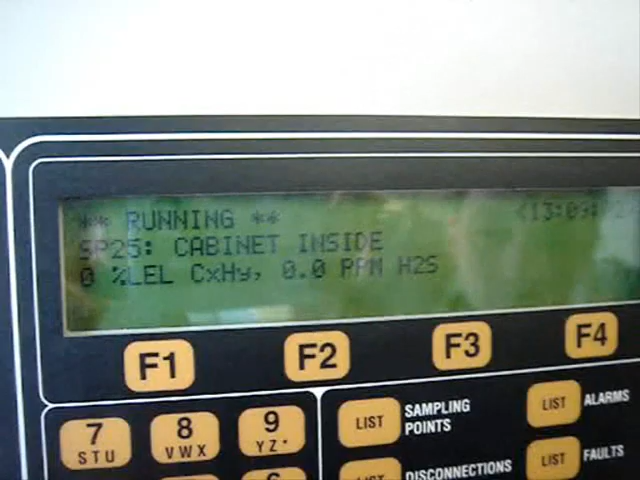 ** RUNNING **
SP25: CABINET INSIDE
0 %LEL CxHy, 0.0 PPM H2S
F1 F2 F3 F4
7 STU
8 VWX
9 YZ*
LIST SAMPLING POINTS
LIST ALARMS
LIST DISCONNECTIONS
LIST FAULTS